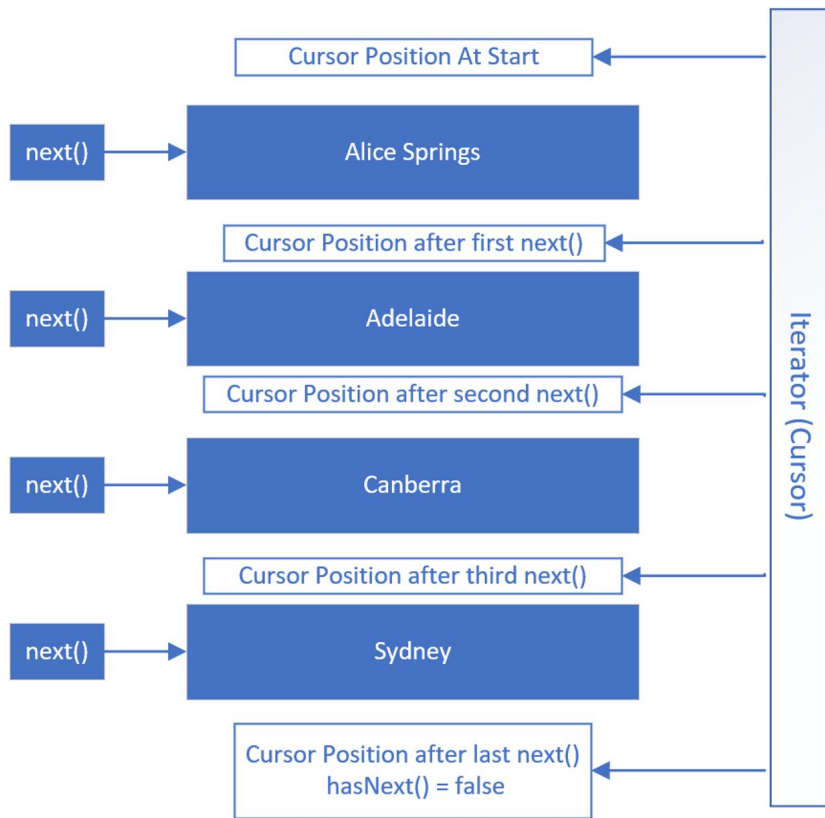 Cursor Position At Start
next()
Alice Springs
Cursor Position after first next()
next()
Adelaide
Cursor Position after second next()
next()
Canberra
Cursor Position after third next()
next()
Sydney
Cursor Position after last next()
hasNext() = false
Iterator (Cursor)